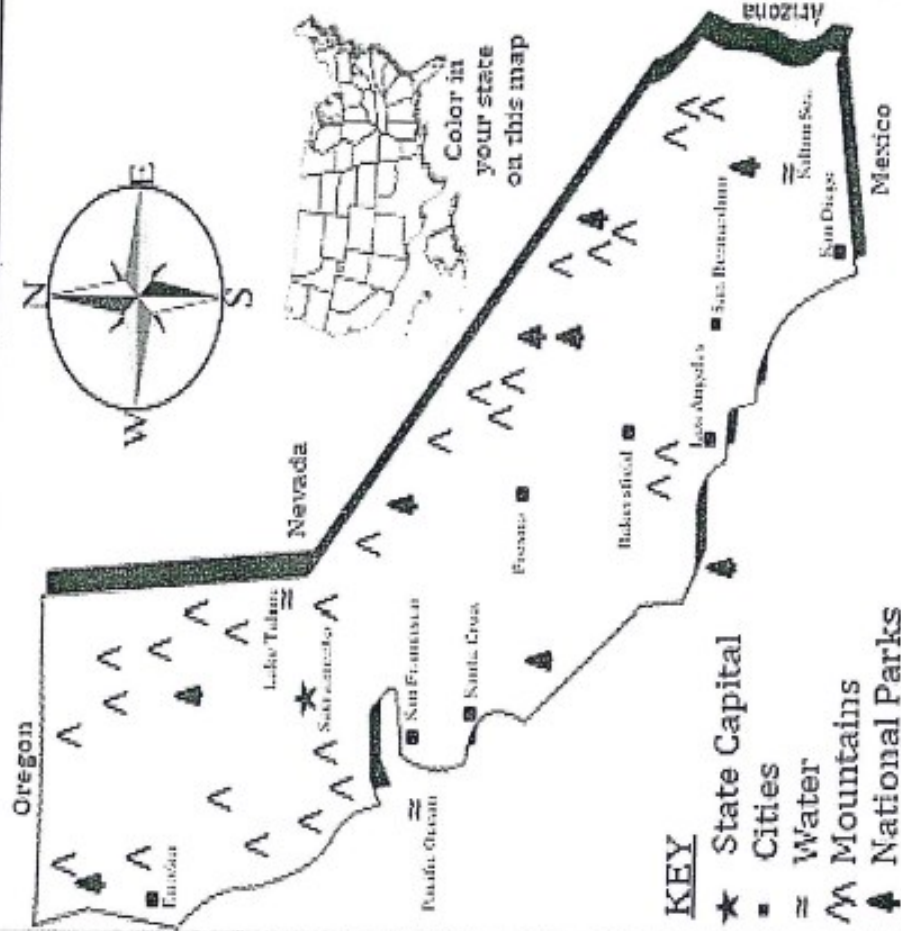 Oregon
N
W
E
S
Nevada
Color in
your state
on this map
Eureka
Lake Tahoe
Sacramento
San Francisco
Santa Cruz
Pacific Ocean
Fresno
Bakersfield
Los Angeles
San Bernardino
Salton Sea
San Diego
Arizona
Mexico
KEY
State Capital
Cities
Water
Mountains
National Parks